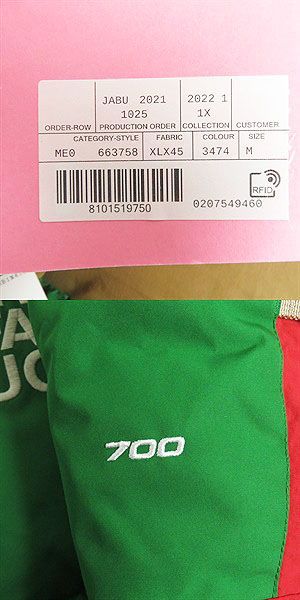 JABU 2021
2022 1
1025
1X
ORDER-ROW PRODUCTION ORDER COLLECTION CUSTOMER
CATEGORY-STYLE FABRIC COLOUR SIZE
ME0 663758 XLX45 3474 M
8101519750
0207549460
RFID
A
UC
700